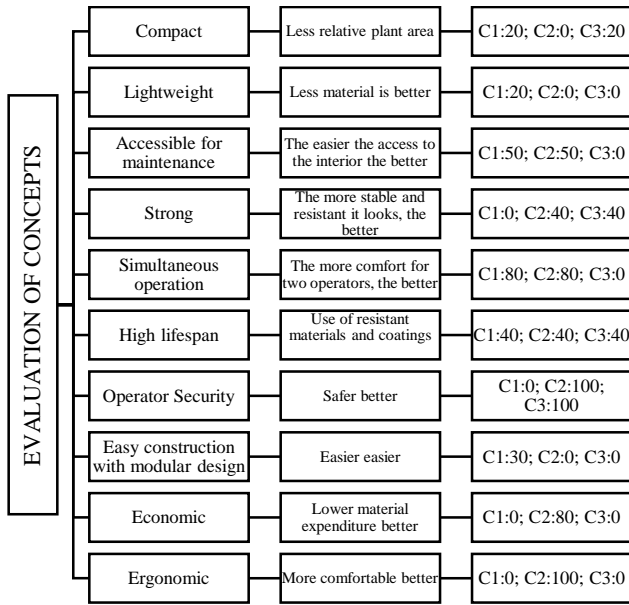 EVALUATION OF CONCEPTS
Compact
Less relative plant area
C1:20; C2:0; C3:20
Lightweight
Less material is better
C1:20; C2:0; C3:0
Accessible for
maintenance
The easier the access to
the interior the better
C1:50; C2:50; C3:0
Strong
The more stable and
resistant it looks, the
better
C1:0; C2:40; C3:40
Simultaneous
operation
The more comfort for
two operators, the better
C1:80; C2:80; C3:0
High lifespan
Use of resistant
materials and coatings
C1:40; C2:40; C3:40
Operator Security
Safer better
C1:0; C2:100;
C3:100
Easy construction
with modular design
Easier easier
C1:30; C2:0; C3:0
Economic
Lower material
expenditure better
C1:0; C2:80; C3:0
Ergonomic
More comfortable better
C1:0; C2:100; C3:0